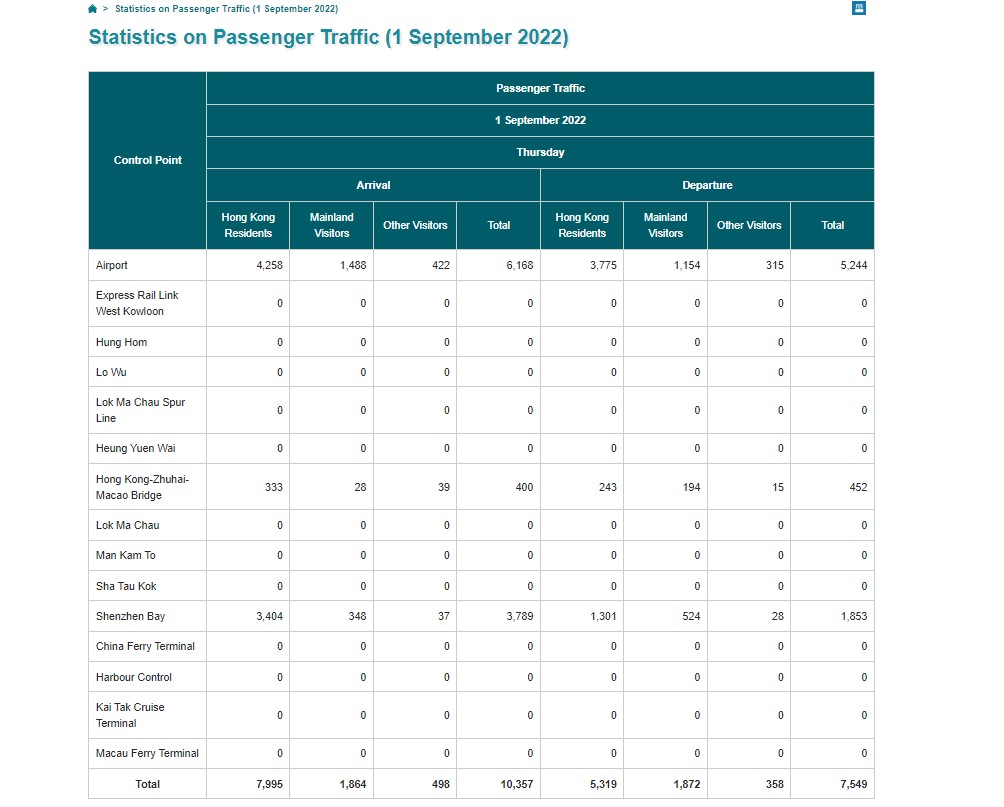 > Statistics on Passenger Traffic (1 September 2022)
Statistics on Passenger Traffic (1 September 2022)
Control Point
Passenger Traffic
1 September 2022
Thursday
Arrival Departure
Hong Kong Residents Mainland Visitors Other Visitors Total Hong Kong Residents Mainland Visitors Other Visitors Total
Airport 4,258 1,488 422 6,168 3,775 1,154 315 5,244
Express Rail Link
West Kowloon 0 0 0 0 0 0 0 0
Hung Hom 0 0 0 0 0 0 0 0
Lo Wu 0 0 0 0 0 0 0 0
Lok Ma Chau Spur
Line 0 0 0 0 0 0 0 0
Heung Yuen Wai 0 0 0 0 0 0 0 0
Hong Kong-Zhuhai-
Macao Bridge 333 28 39 400 243 194 15 452
Lok Ma Chau 0 0 0 0 0 0 0 0
Man Kam To 0 0 0 0 0 0 0 0
Sha Tau Kok 0 0 0 0 0 0 0 0
Shenzhen Bay 3,404 348 37 3,789 1,301 524 28 1,853
China Ferry Terminal 0 0 0 0 0 0 0 0
Harbour Control 0 0 0 0 0 0 0 0
Kai Tak Cruise
Terminal 0 0 0 0 0 0 0 0
Macau Ferry Terminal 0 0 0 0 0 0 0 0
Total 7,995 1,864 498 10,357 5,319 1,872 358 7,549